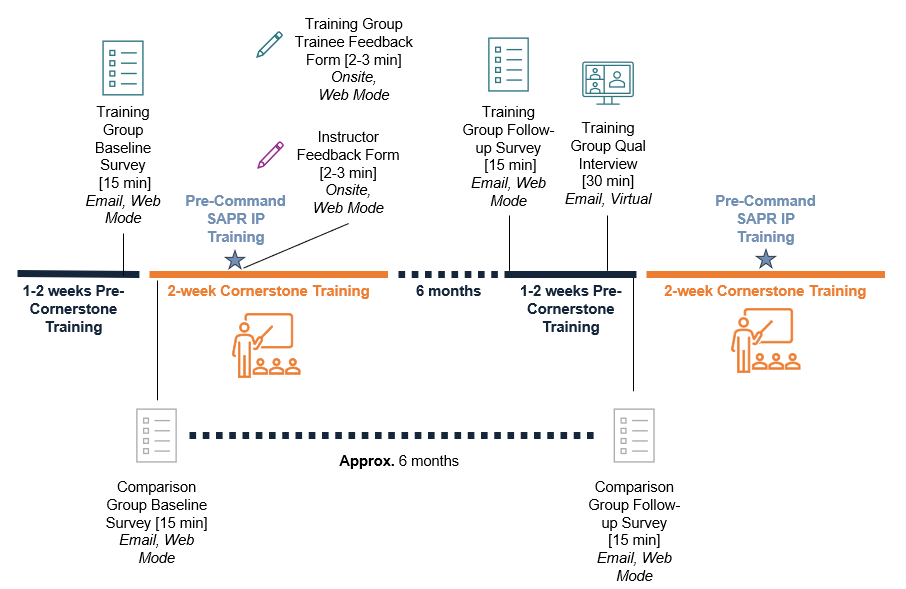 Training Group
Trainee Feedback
Form [2-3 min]
Onsite,
Web Mode
Training
Group
Baseline
Survey
[15 min]
Email, Web
Mode
Instructor
Feedback Form
[2-3 min]
Onsite,
Web Mode
Training
Group Follow-
up Survey
[15 min]
Email, Web
Mode
Training
Group Qual
Interview
[30 min]
Email, Virtual
Pre-Command
SAPR IP
Training
Pre-Command
SAPR IP
Training
1-2 weeks Pre-
Cornerstone
Training
2-week Cornerstone Training
6 months
1-2 weeks Pre-
Cornerstone
Training
2-week Cornerstone Training
Approx. 6 months
Comparison
Group Baseline
Survey [15 min]
Email, Web
Mode
Comparison
Group Follow-
up Survey
[15 min]
Email, Web
Mode